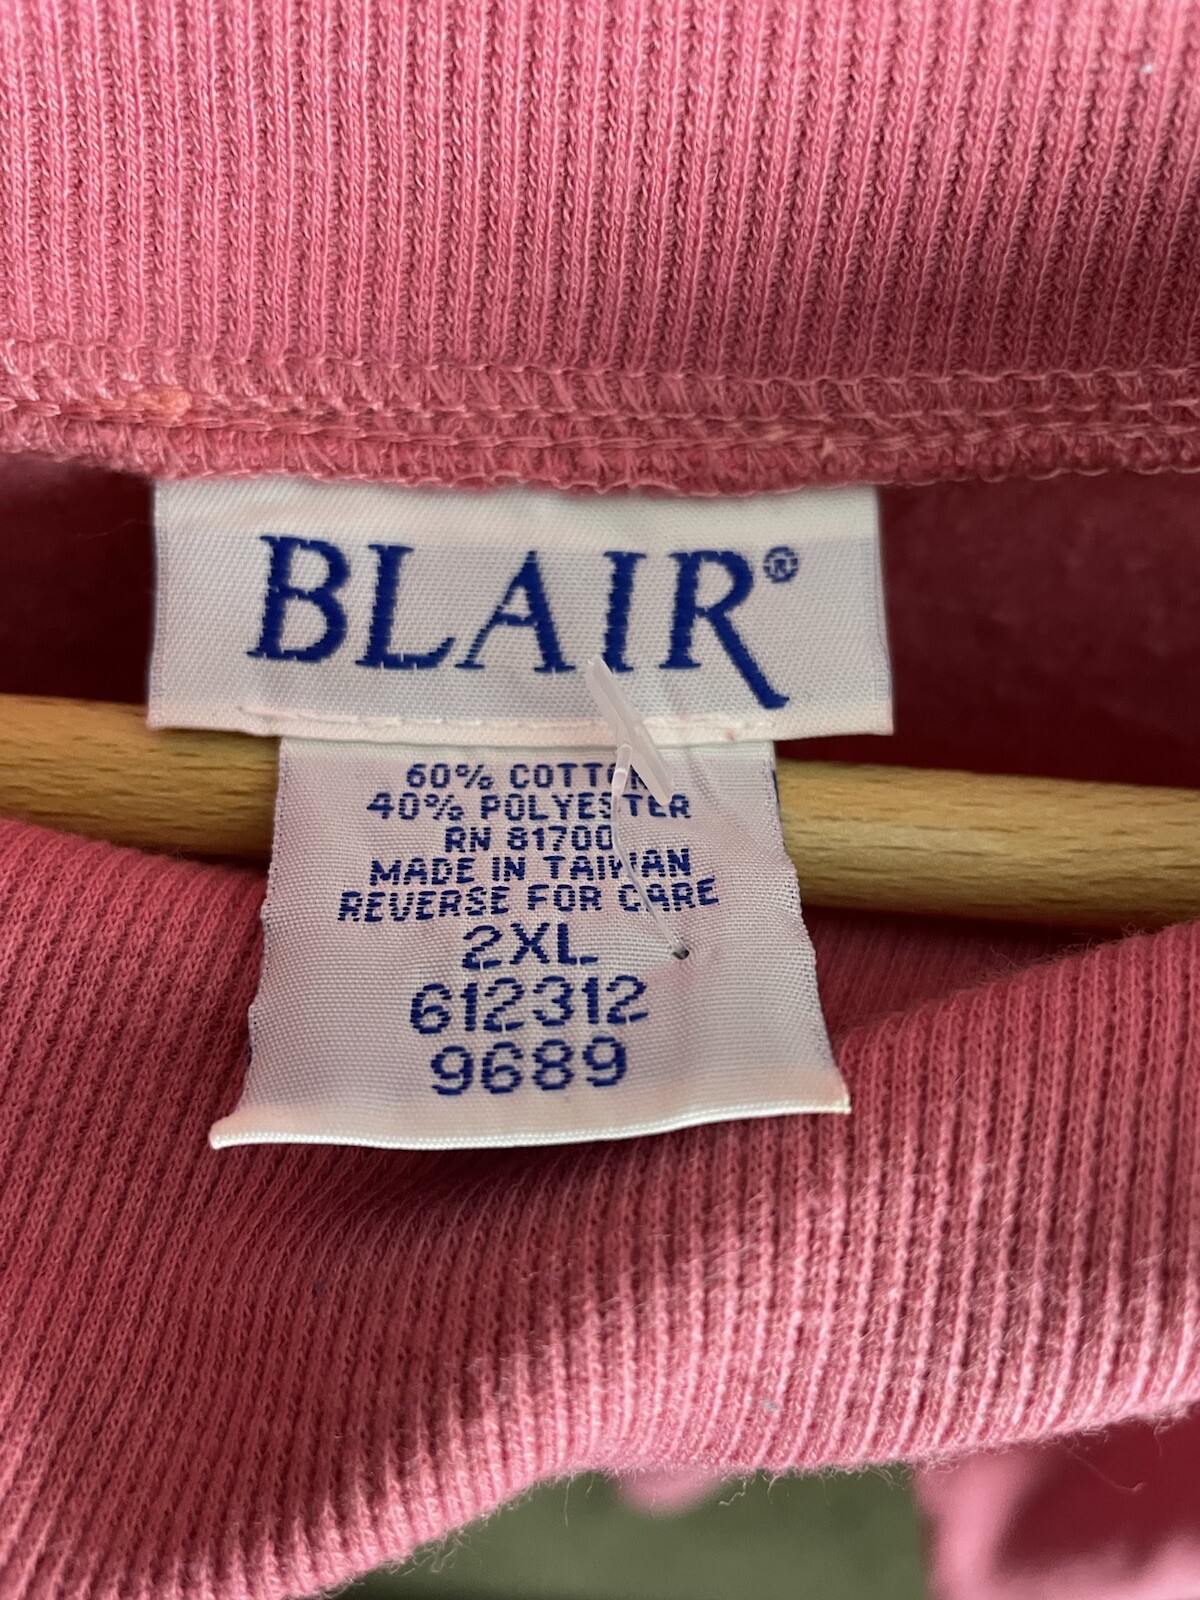 BLAIR®
60% COTTON
40% POLYESTER
RN 81700
MADE IN TAIWAN
REVERSE FOR CARE
2XL
612312
9689